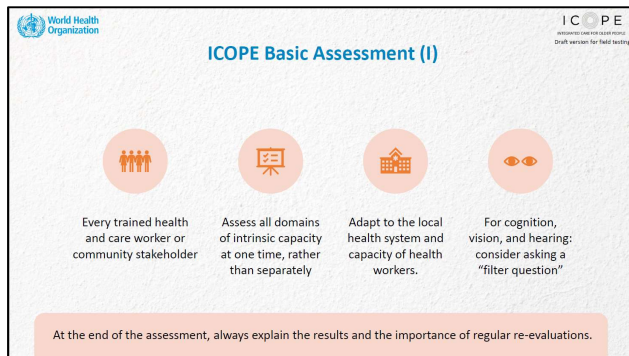 World Health
Organization
ICOPE
INTEGRATED CARE FOR OLDER PEOPLE
Draft version for field testing
ICOPE Basic Assessment (I)
Every trained health
and care worker or
community stakeholder
Assess all domains
of intrinsic capacity
at one time, rather
than separately
Adapt to the local
health system and
capacity of health
workers.
For cognition,
vision, and hearing:
consider asking a
“filter question”
At the end of the assessment, always explain the results and the importance of regular re-evaluations.